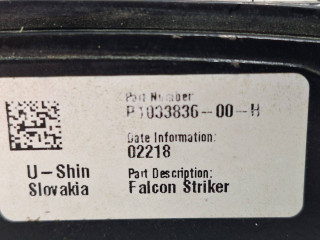 Part Number
P1033836-00-H
Date Information:
02218
U-Shin
Slovakia
Part Description:
Falcon Striker